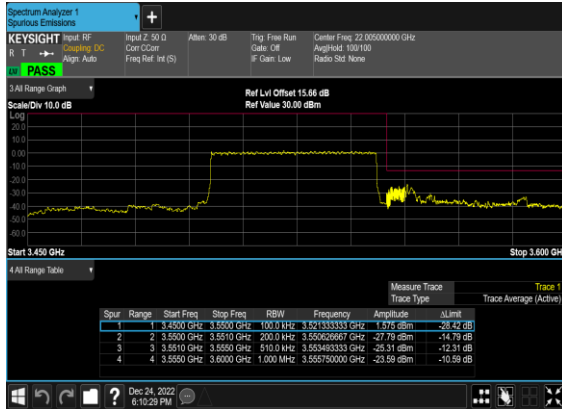 Spectrum Analyzer 1
Spurious Emissions
KEYSIGHT Input: RF Input Z: 50 Ω Atten: 30 dB Trig: Free Run Center Freq: 22.005000000 GHz
R T Coupling: DC Corr CCorr Gate: Off Avg|Hold: 100/100
Align: Auto Freq Ref: Int (S) IF Gain: Low Radio Std: None
PASS
3 All Range Graph
Ref Lvl Offset 15.66 dB
Scale/Div 10.0 dB Ref Value 30.00 dBm
Log
20.0
10.0
0.00
-10.0
-20.0
-30.0
-40.0
-50.0
-60.0
Start 3.450 GHz Stop 3.600 GH
4 All Range Table
Measure Trace Trace 1
Trace Type Trace Average (Active)
Spur Range Start Freq Stop Freq RBW Frequency Amplitude ΔLimit
1 1 3.4500 GHz 3.5500 GHz 100.0 kHz 3.521333333 GHz 1.575 dBm -28.42 dB
2 2 3.5500 GHz 3.5510 GHz 200.0 kHz 3.550626667 GHz -27.79 dBm -14.79 dB
3 3 3.5510 GHz 3.5550 GHz 510.0 kHz 3.553493333 GHz -25.31 dBm -12.31 dB
4 4 3.5550 GHz 3.6000 GHz 1.000 MHz 3.555750000 GHz -23.59 dBm -10.59 dB
? Dec 24, 2022
6:10:29 PM